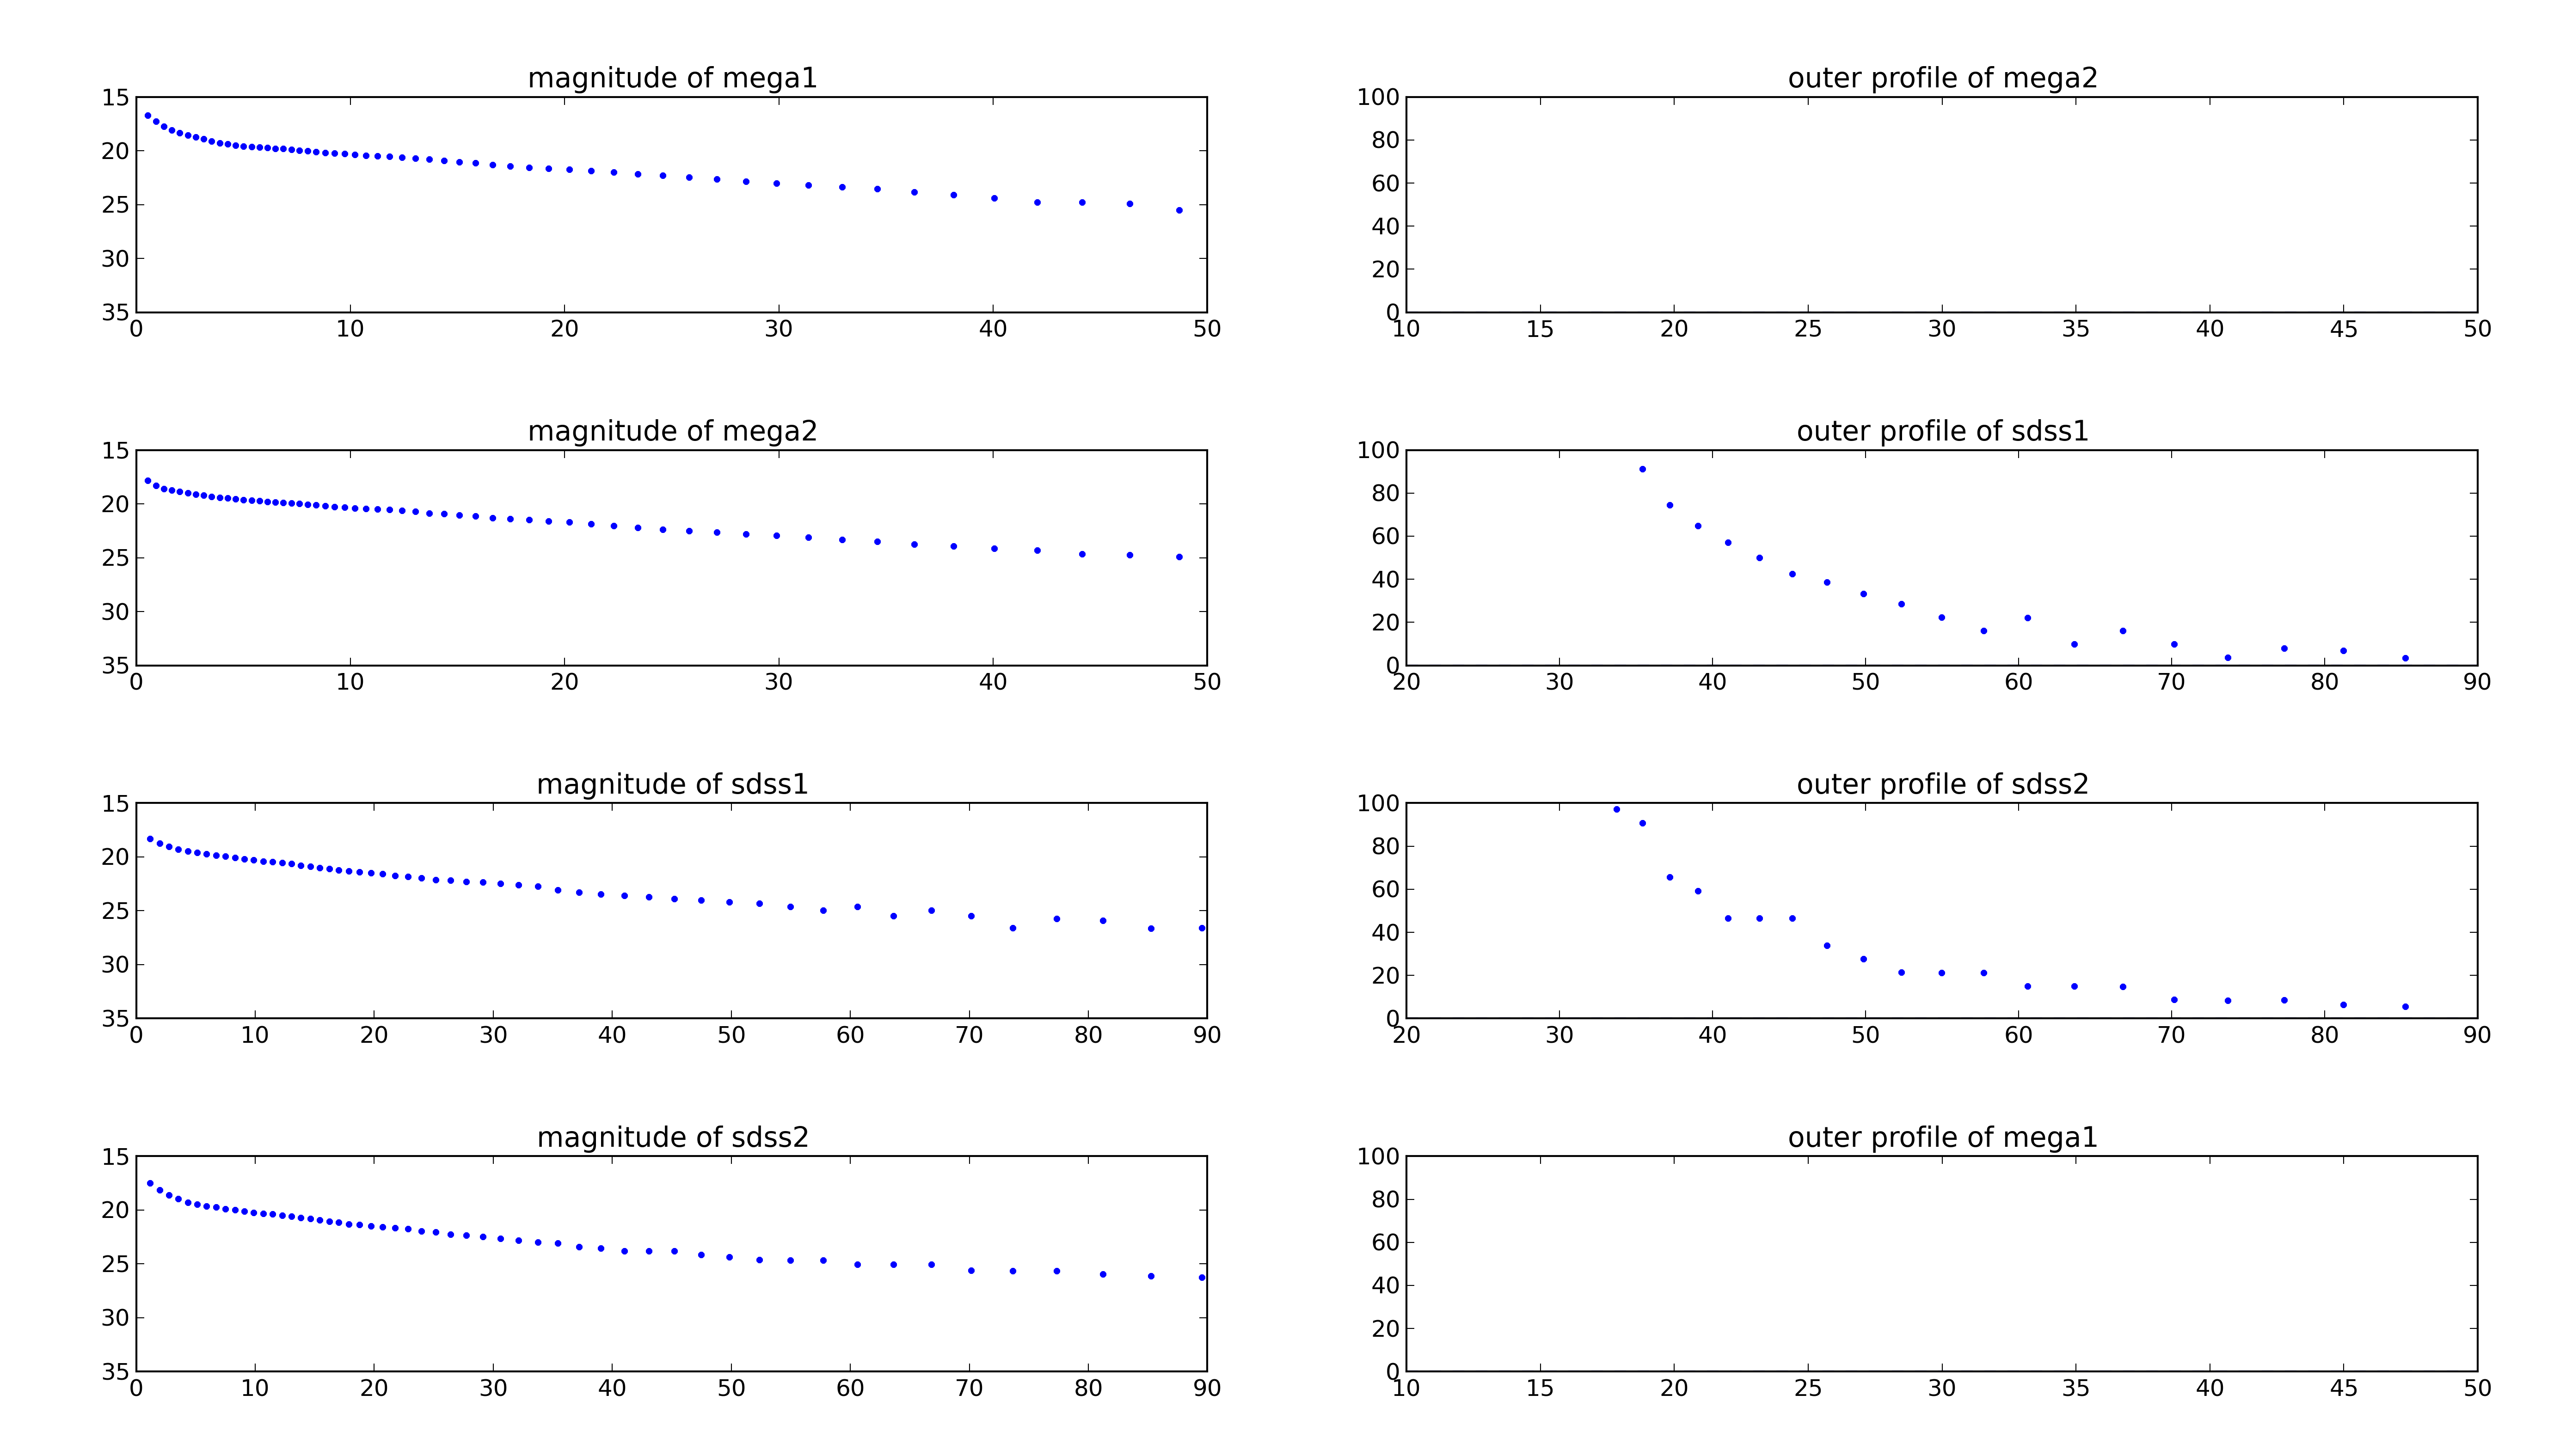 magnitude of mega1
15
20
25
30
35
0 10 20 30 40 50
outer profile of mega2
100
80
60
40
20
0
10 15 20 25 30 35 40 45 50
magnitude of mega2
15
20
25
30
35
0 10 20 30 40 50
outer profile of sdss1
100
80
60
40
20
0
20 30 40 50 60 70 80 90
magnitude of sdss1
15
20
25
30
35
0 10 20 30 40 50 60 70 80 90
outer profile of sdss2
100
80
60
40
20
0
20 30 40 50 60 70 80 90
magnitude of sdss2
15
20
25
30
35
0 10 20 30 40 50 60 70 80 90
outer profile of mega1
100
80
60
40
20
0
10 15 20 25 30 35 40 45 50